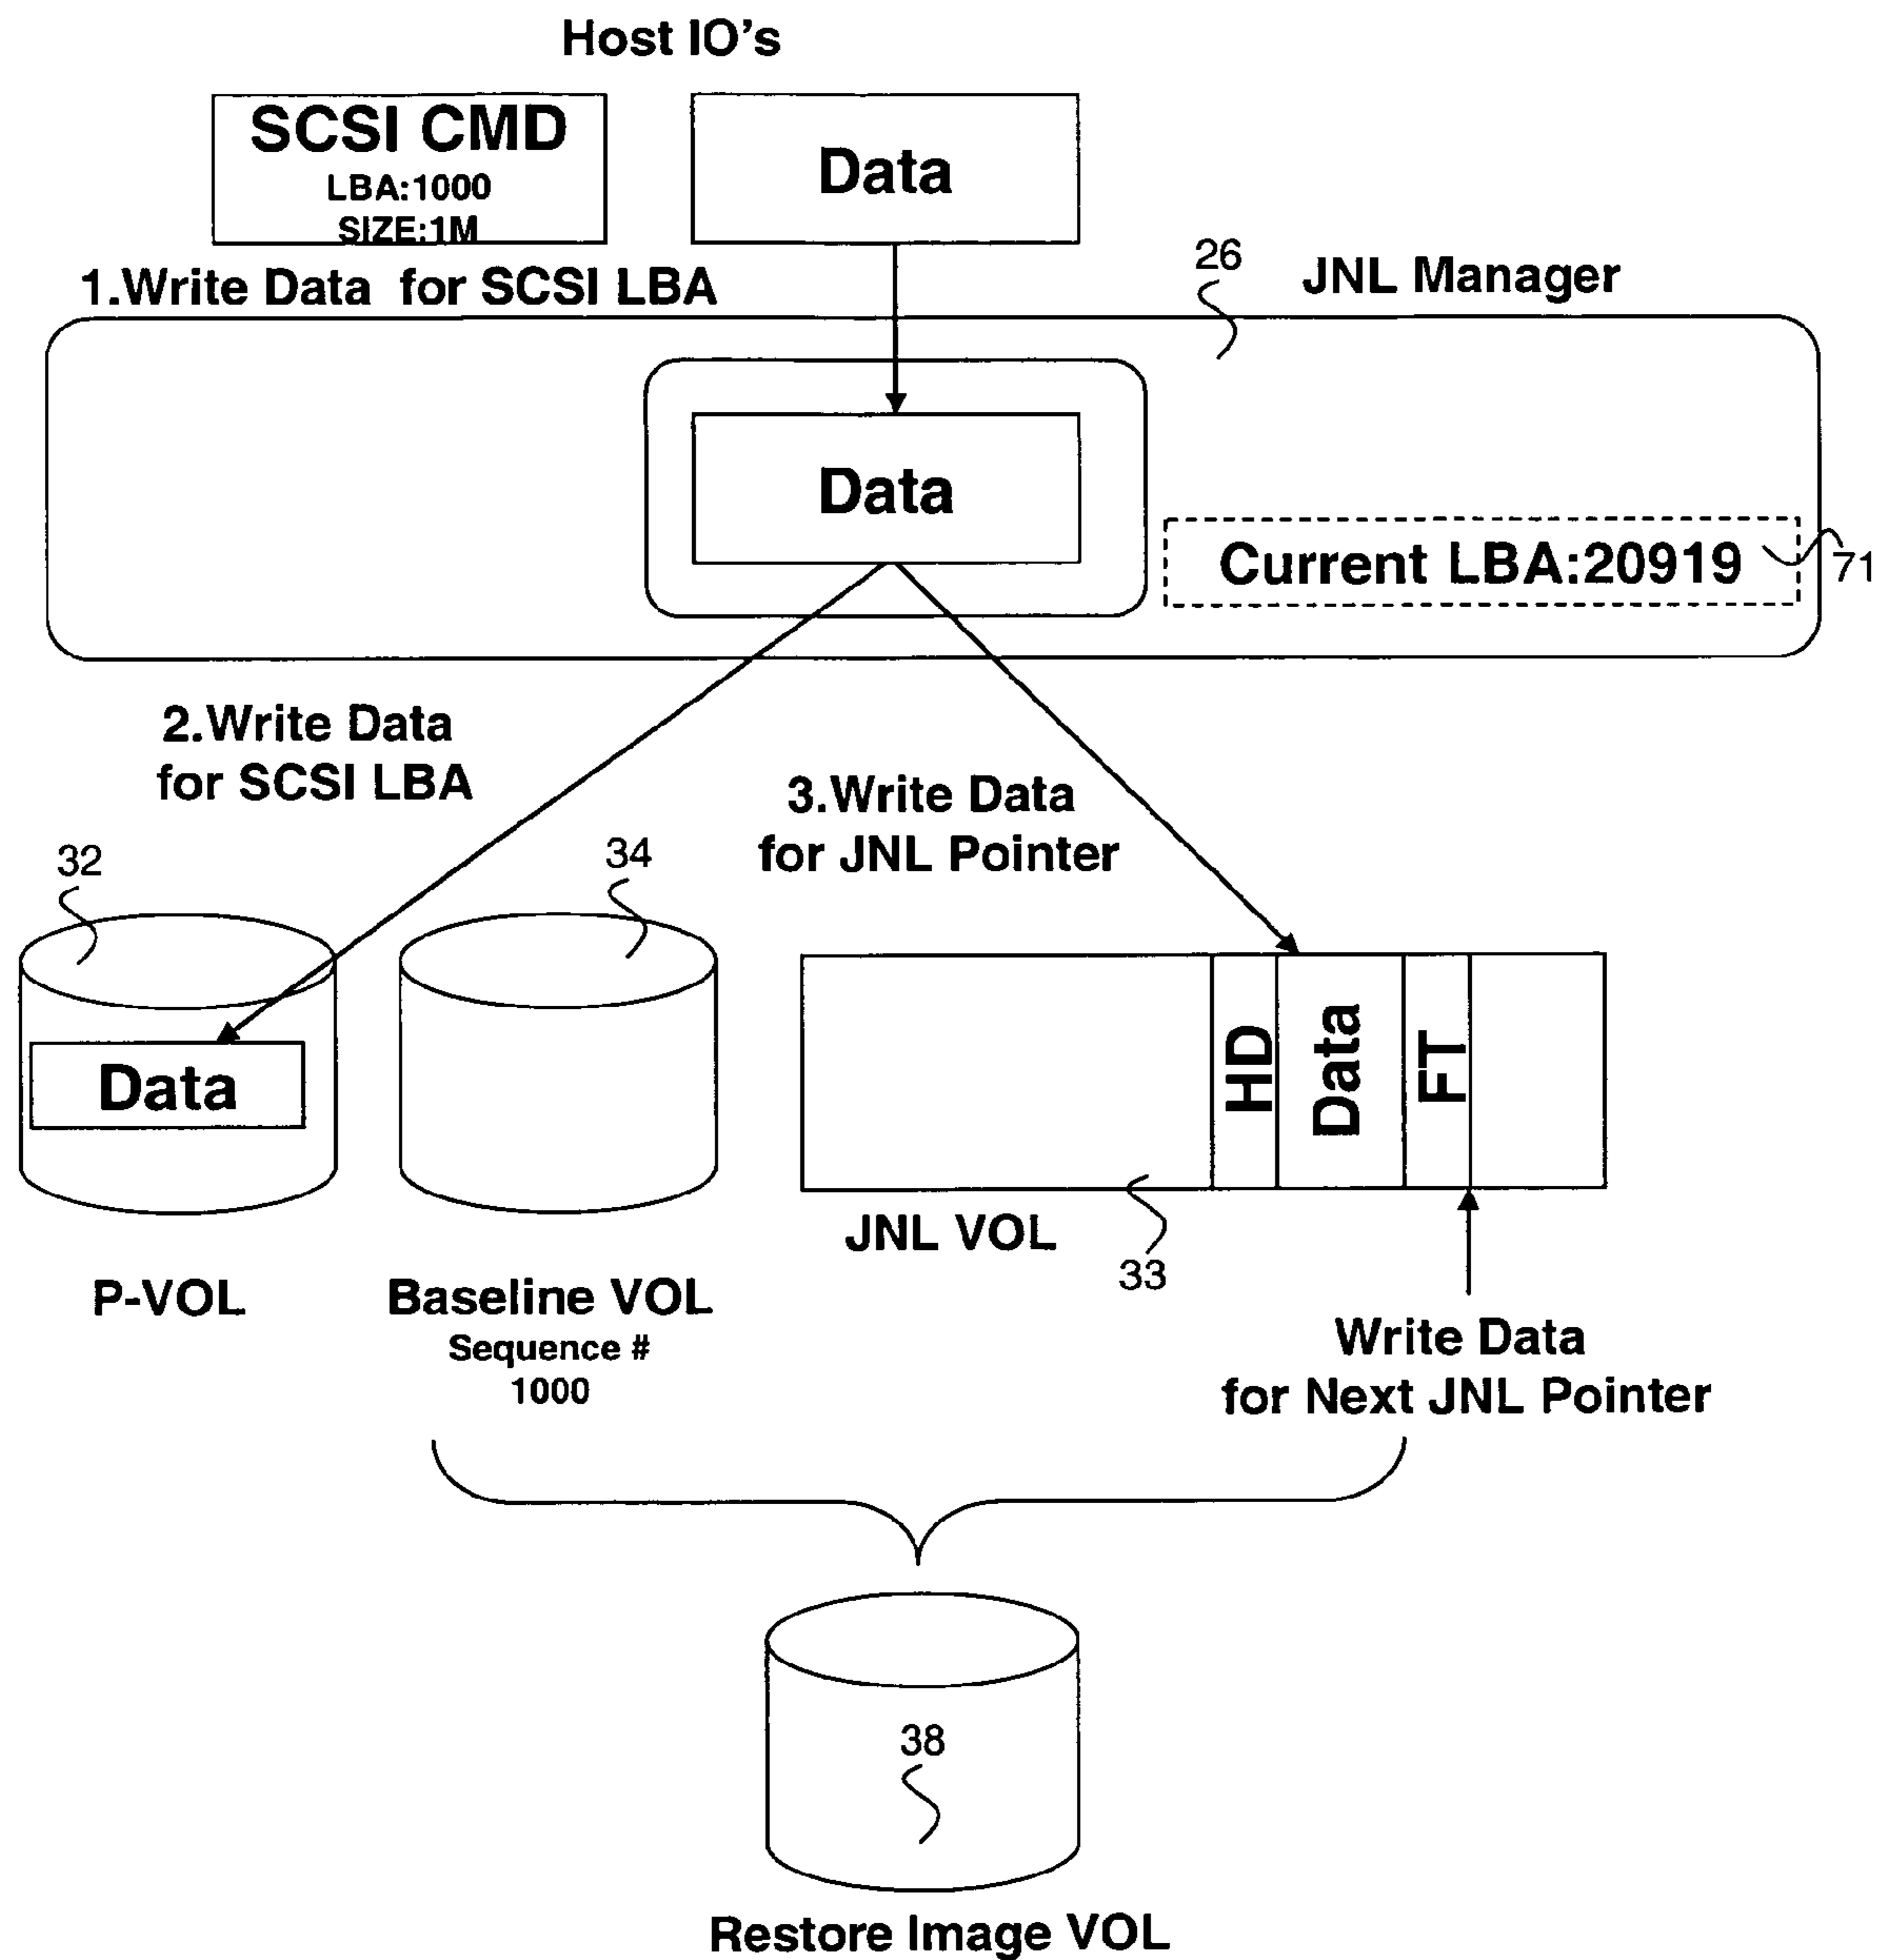 Host IO's
SCSI CMD
LBA:1000
SIZE:1M
Data
1.Write Data for SCSI LBA
26
JNL Manager
Data
Current LBA:20919
71
2.Write Data
for SCSI LBA
3.Write Data
for JNL Pointer
32
34
Data
HD
Data
FT
JNL VOL
33
P-VOL
Baseline VOL
Sequence #
1000
Write Data
for Next JNL Pointer
38
Restore Image VOL